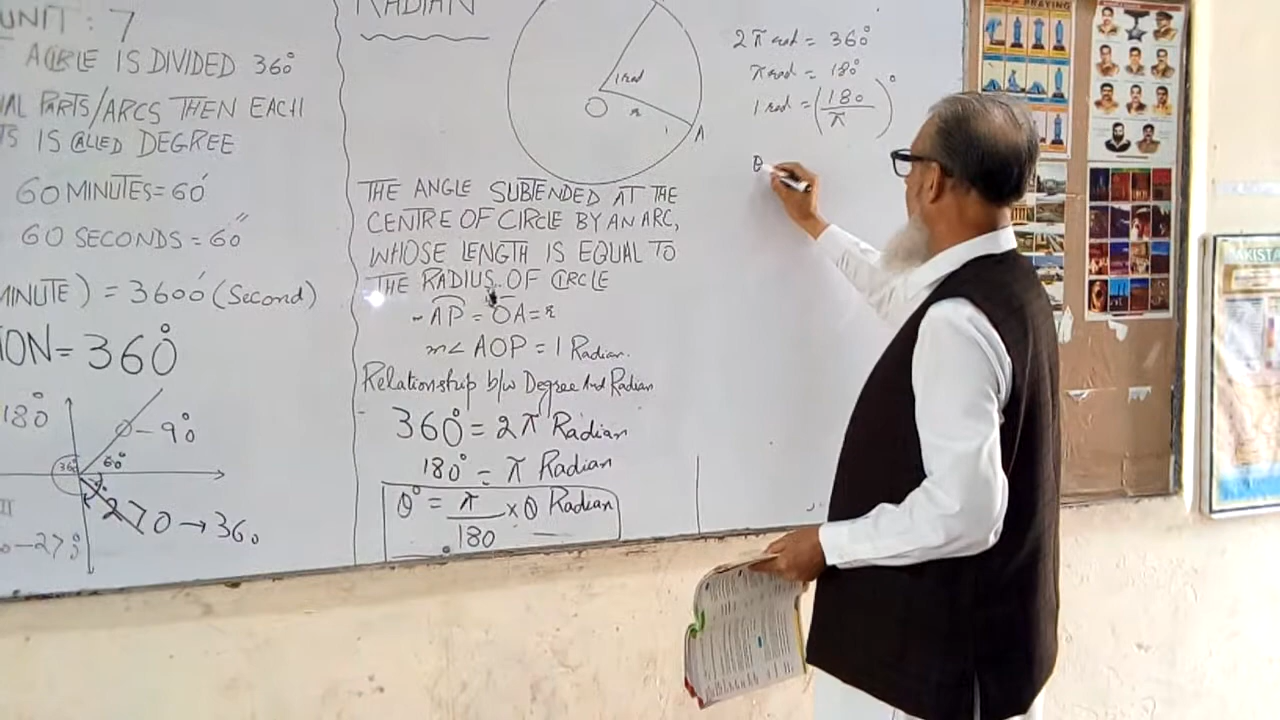 UNIT : 7
A CIRCLE IS DIVIDED 360°
PARTS/ARCS THEN EACH
IS CALLED DEGREE
60 MINUTES = 60′
60 SECONDS = 60″
MINUTE) = 3600′ (Second)
ION = 360°
180°
0 – 90°
60°
270 → 360
– 270°
RADIAN
1 rad
r
A
THE ANGLE SUBTENDED AT THE
CENTRE OF CIRCLE BY AN ARC,
WHOSE LENGTH IS EQUAL TO
THE RADIUS OF CIRCLE
AP = OA = r
m∠ AOP = 1 Radian.
Relationship b/w Degree And Radian
360° = 2π Radian
180° = π Radian
θ° = π/180 × θ Radian
2π rad = 360°
π rad = 180°
1 rad = (180/π)°
θ
PRAYING
PAKISTA